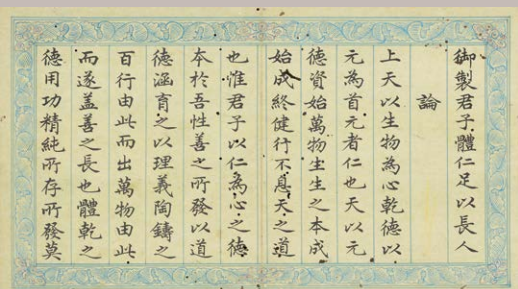 御製君子體仁足以長人
論
上天以生物為心乾德以
元為首元者仁也天以元
德資始萬物生生之本成
始成終健行不息天之道
也惟君子以仁為心之德
本於吾性善之所發以道
德涵育之以理義陶鑄之
百行由此而出萬物由此
而遂盖善之長也體乾之
德用功精純所存所發莫